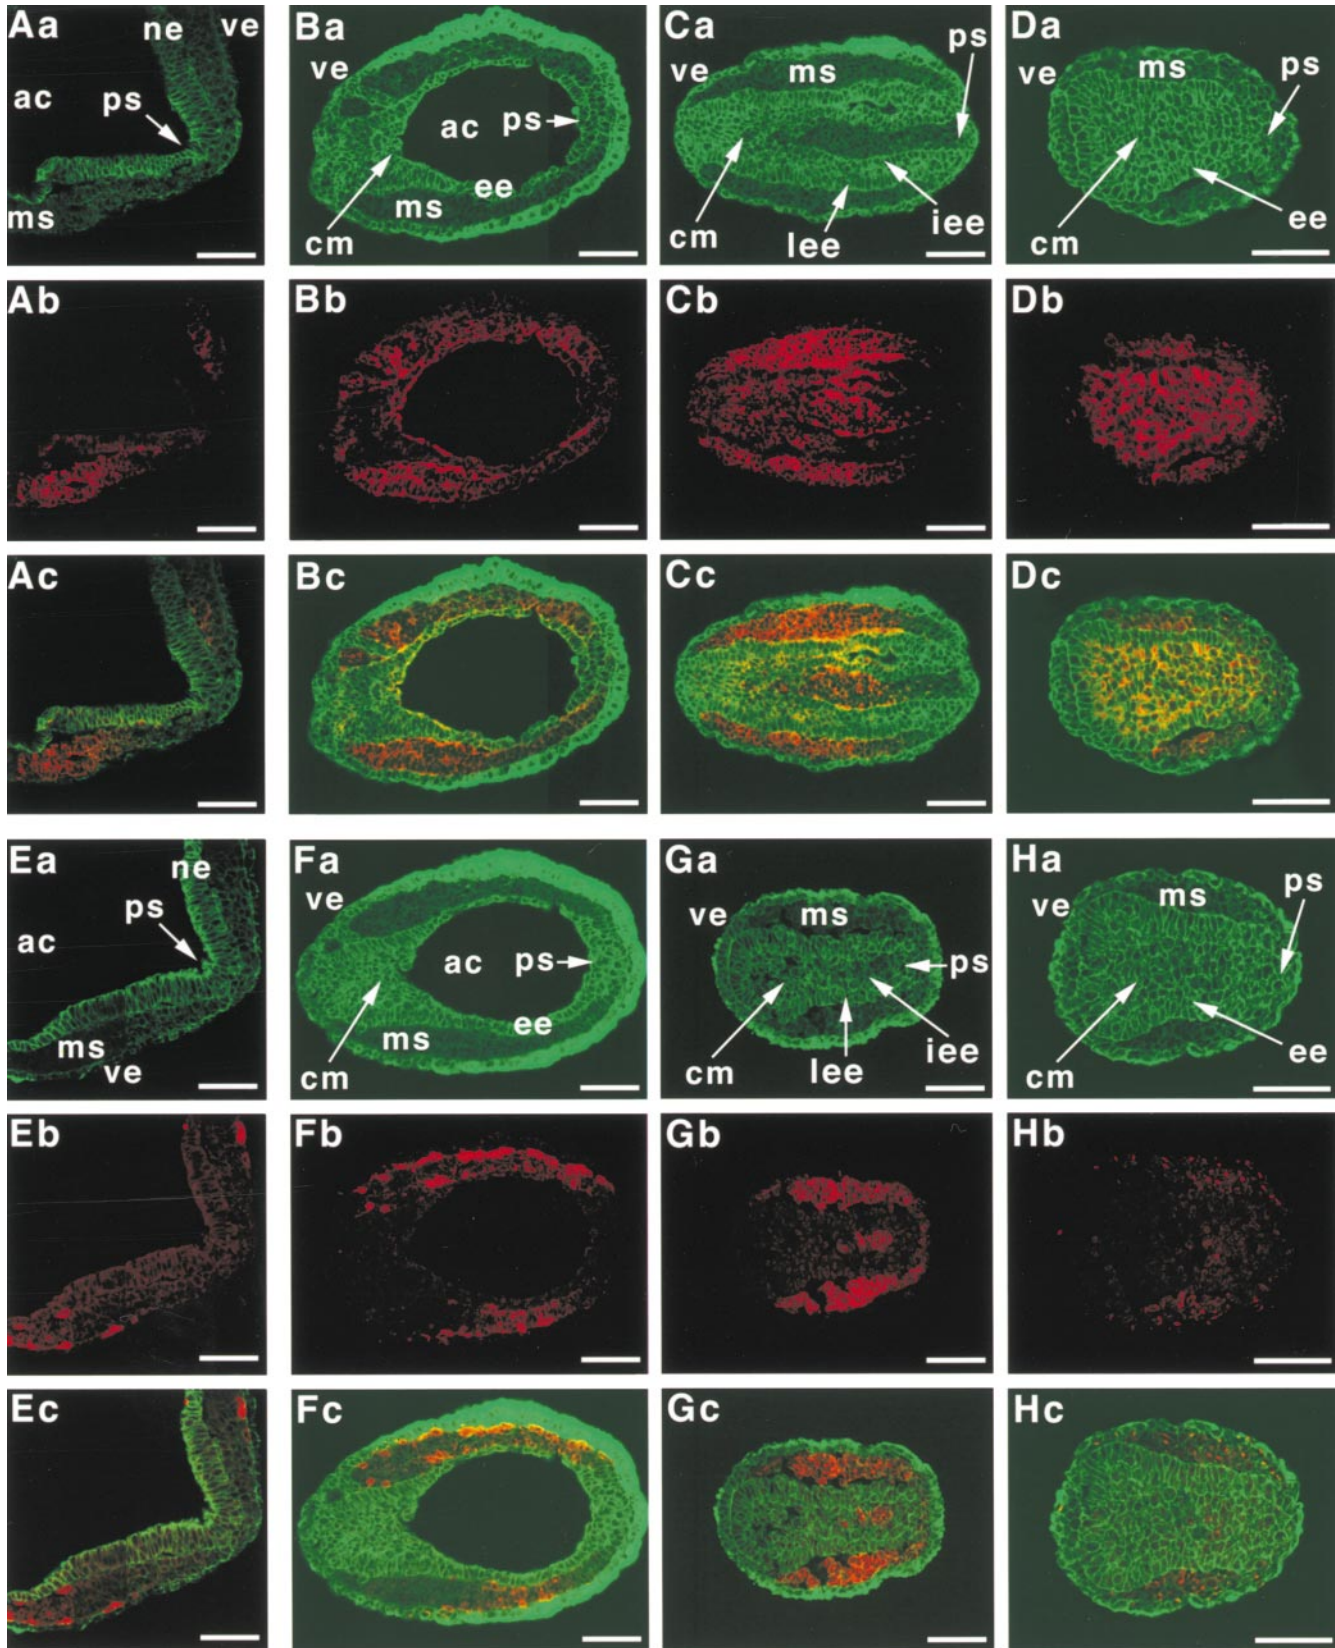 Aa
ne
ve
ac
ps
ms
Ba
ve
ac
ps
ee
ms
cm
Ca
ps
ve
ms
cm
iee
lee
Da
ve
ms
ps
cm
ee
Ab
Bb
Cb
Db
Ac
Bc
Cc
Dc
Ea
ne
ps
ac
ms
ve
Fa
ve
ac
ps
ee
ms
cm
Ga
ve
ms
ps
cm
iee
lee
Ha
ve
ms
ps
cm
ee
Eb
Fb
Gb
Hb
Ec
Fc
Gc
Hc